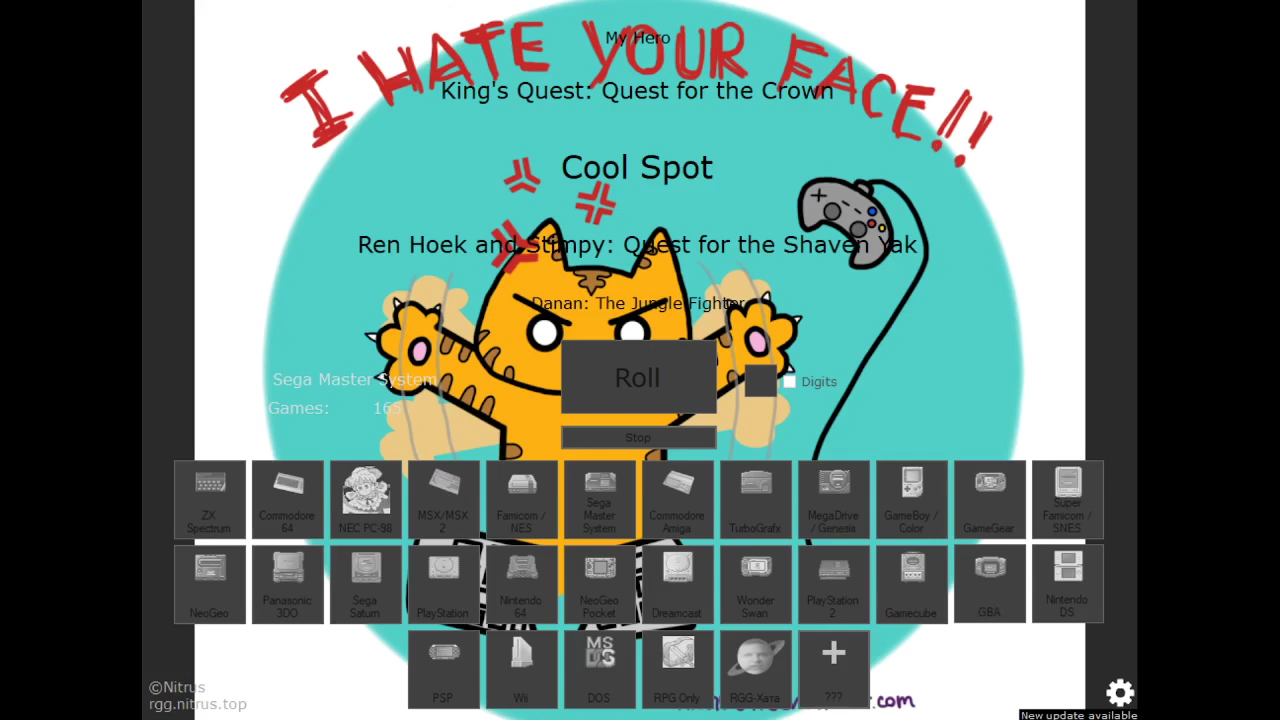 I HATE YOUR FACE!!
My Hero
King's Quest: Quest for the Crown
Cool Spot
Ren Hoek and Stimpy: Quest for the Shaven Yak
Danan: The Jungle Fighter
Sega Master System
Games: 165
Roll
Digits
Stop
ZX Spectrum
Commodore 64
NEC PC-98
MSX/MSX 2
Famicom / NES
Sega Master System
Commodore Amiga
TurboGrafx
MegaDrive / Genesis
GameBoy / Color
GameGear
Super Famicom / SNES
NeoGeo
Panasonic 3DO
Sega Saturn
PlayStation
Nintendo 64
NeoGeo Pocket
Dreamcast
Wonder Swan
PlayStation 2
Gamecube
GBA
Nintendo DS
PSP
Wii
MS DOS
DOS
RPG Only
RGG-Хата
???
.com
©Nitrus
rgg.nitrus.top
New update available